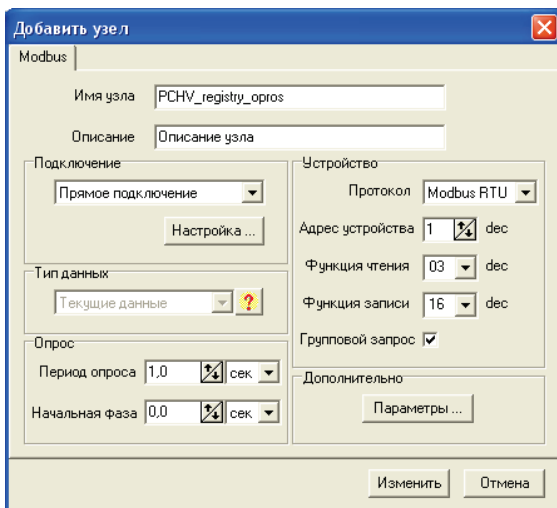 Добавить узел
Modbus
Имя узла PCHV_registry_opros
Описание Описание узла
Подключение
Прямое подключение
Настройка ...
Тип данных
Текущие данные ?
Опрос
Период опроса 1,0 сек
Начальная фаза 0,0 сек
Устройство
Протокол Modbus RTU
Адрес устройства 1 dec
Функция чтения 03 dec
Функция записи 16 dec
Групповой запрос
Дополнительно
Параметры ...
Изменить Отмена